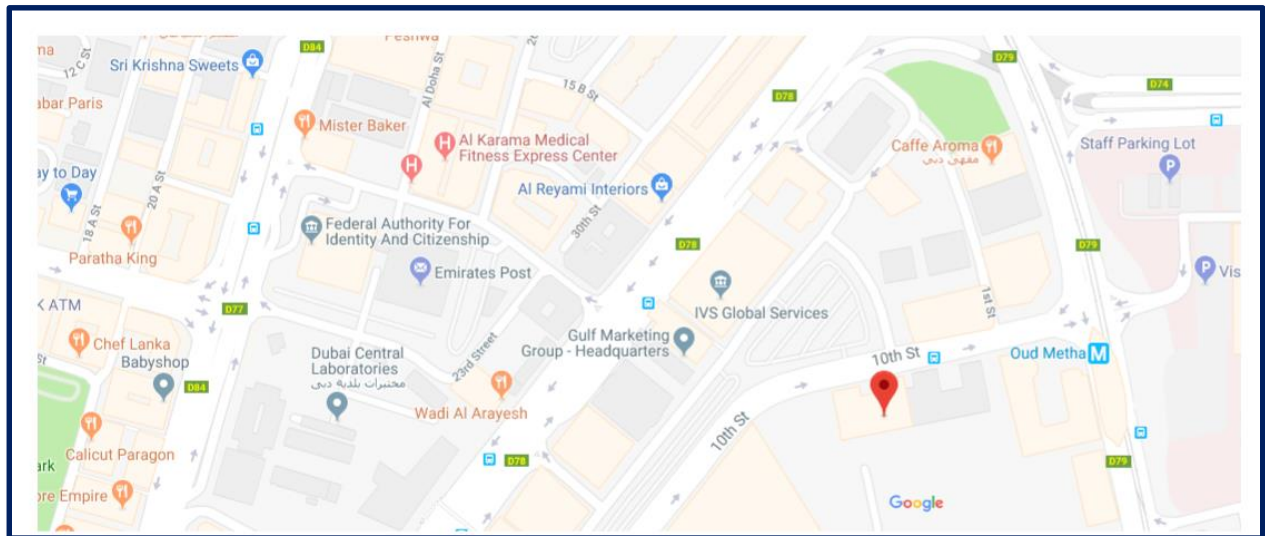 ma
12 C St
Sri Krishna Sweets
D84
Peshwa
Al Doha St
15 B St
D78
D79
D74
abar Paris
Mister Baker
H
Al Karama Medical
Fitness Express Center
H
Caffe Aroma
مقهى دبي
Staff Parking Lot
P
ay to Day
20 A St
18 A St
Al Reyami Interiors
30th St
Federal Authority For
Identity And Citizenship
D78
D79
Paratha King
Emirates Post
P
Vis
K ATM
D77
IVS Global Services
1st St
Chef Lanka
St
Babyshop
Dubai Central
Laboratories
مختبرات بلدية دبي
23rd Street
Gulf Marketing
Group - Headquarters
10th St
Oud Metha
M
D84
Wadi Al Arayesh
10th St
Calicut Paragon
ark
D78
D79
ore Empire
Google